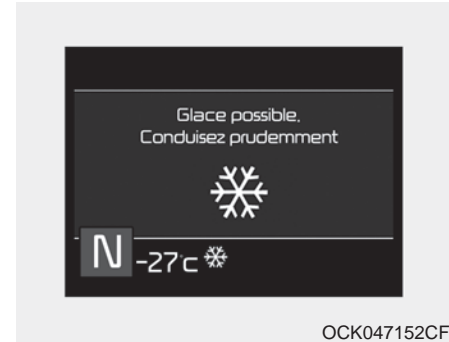 Glace possible,
Conduisez prudemment
N -27°c
OCK047152CF